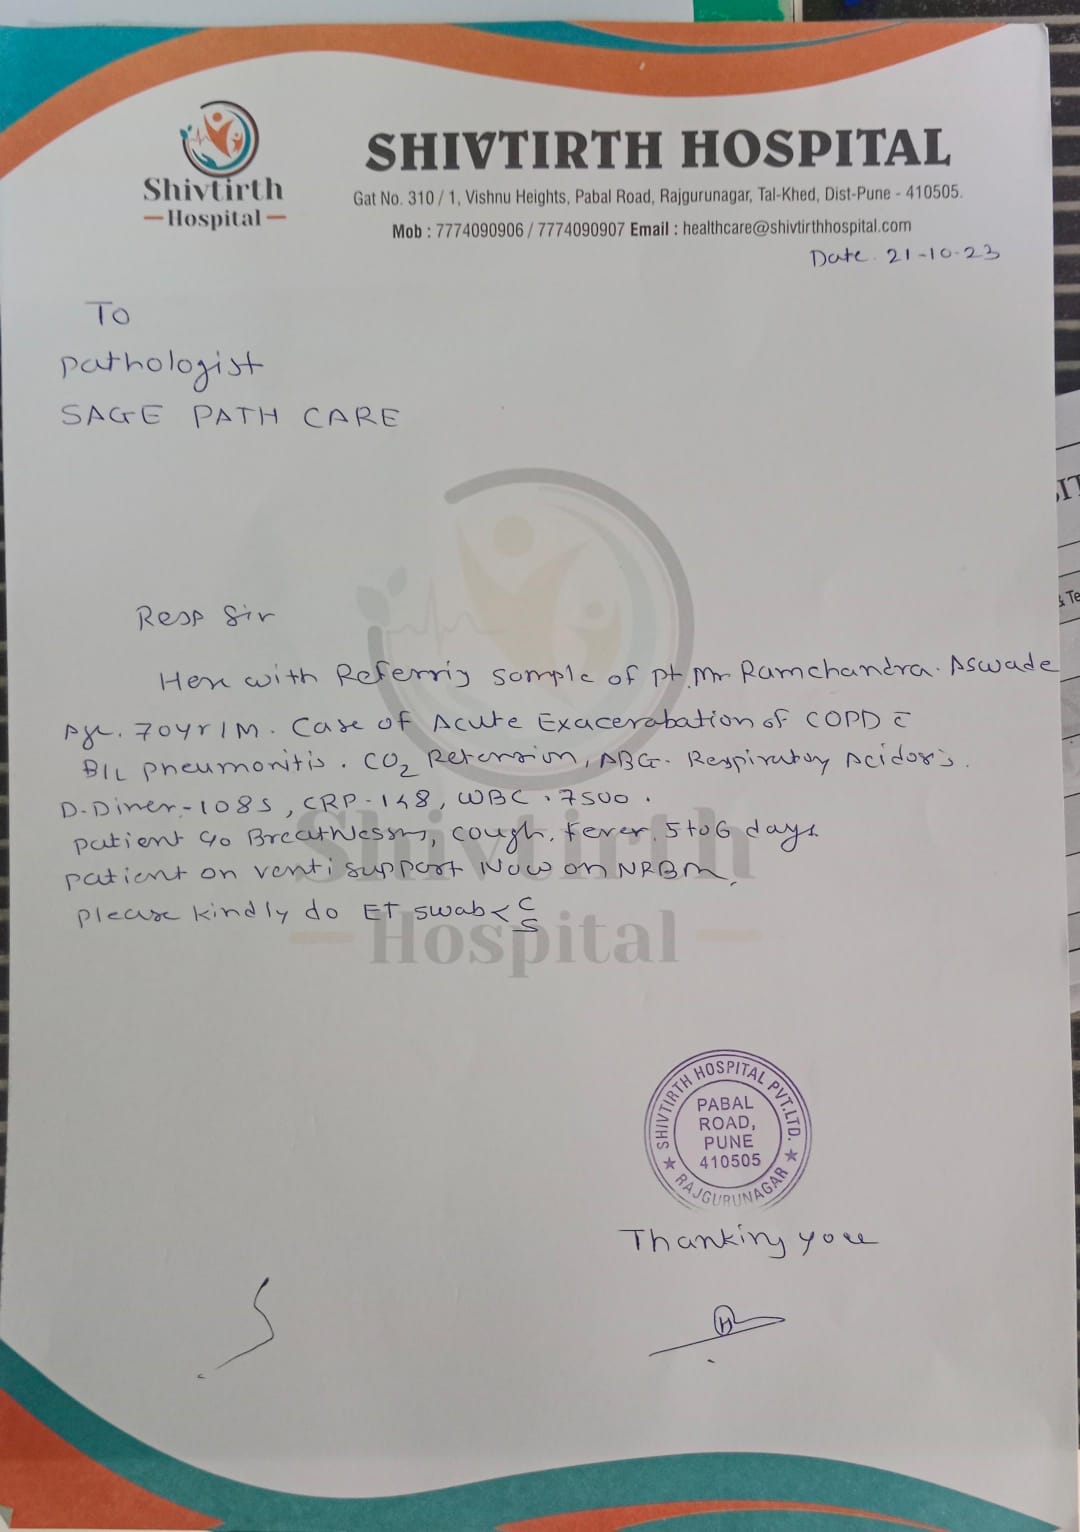 Shivtirth
Hospital
SHIVTIRTH HOSPITAL
Gat No. 310 / 1, Vishnu Heights, Pabal Road, Rajgurunagar, Tal-Khed, Dist-Pune - 410505.
Mob : 7774090906 / 7774090907 Email : healthcare@shivtirthhospital.com
Date. 21-10-23
To
Pathologist
SAGE PATH CARE
Resp Sir
Here with Referring sample of pt. Mr Ramchandra. Aswade
Age. 70yr/M. Case of Acute Exacerabation of COPD c̄
B/L pneumonitis. CO2 Retension, ABG- Respiratory Acidosis.
D-Dimer-1085, CRP-148, WBC. 7500.
patient c/o Breathlessness, cough, fever. 5 to 6 days
patient on venti support Now on NRBM.
please kindly do ET swab < C/S
Shivtirth
Hospital
SHIVTIRTH HOSPITAL PVT.LTD.
PABAL
ROAD,
PUNE
410505
RAJGURUNAGAR
Thanking you